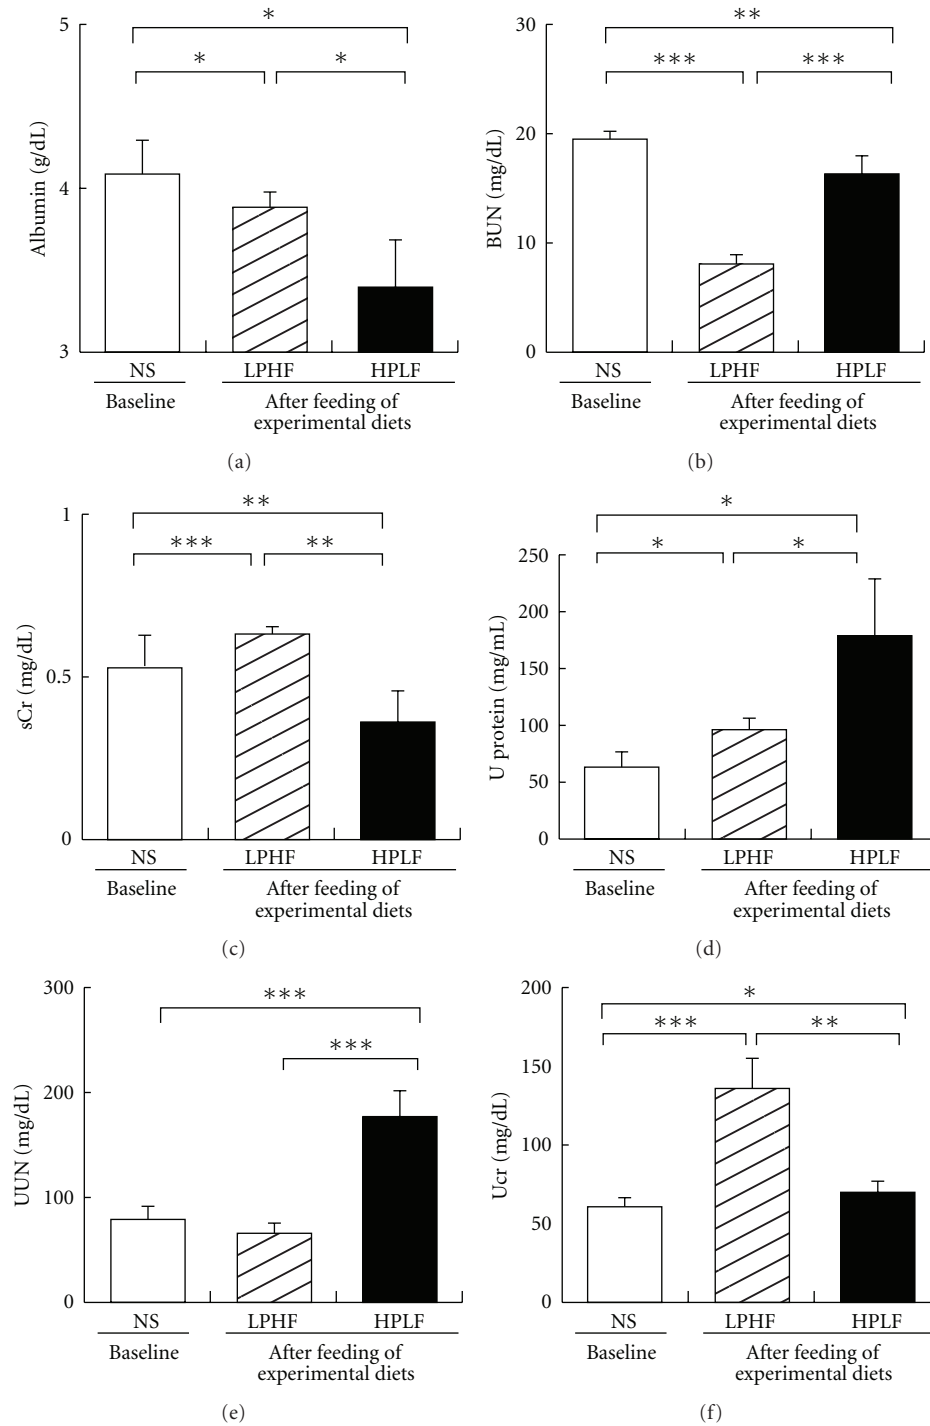 *
* *
5
4
3
Albumin (g/dL)
NS LPHF HPLF
Baseline After feeding of
experimental diets
(a)
**
*** ***
30
20
10
0
BUN (mg/dL)
NS LPHF HPLF
Baseline After feeding of
experimental diets
(b)
**
*** **
1
0.5
0
sCr (mg/dL)
NS LPHF HPLF
Baseline After feeding of
experimental diets
(c)
*
* *
250
200
150
100
50
0
U protein (mg/mL)
NS LPHF HPLF
Baseline After feeding of
experimental diets
(d)
***
***
300
200
100
0
UUN (mg/dL)
NS LPHF HPLF
Baseline After feeding of
experimental diets
(e)
*
*** **
200
150
100
50
0
Ucr (mg/dL)
NS LPHF HPLF
Baseline After feeding of
experimental diets
(f)